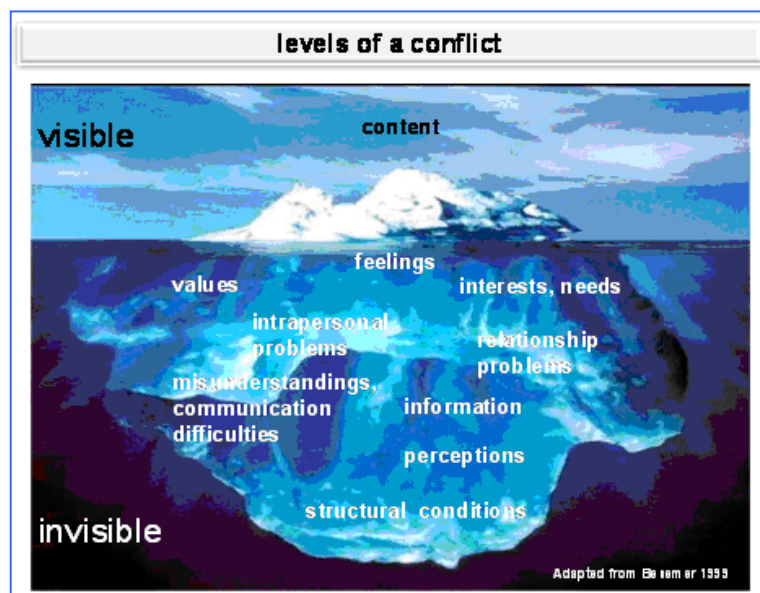 levels of a conflict
visible
content
feelings
values
interests, needs
intrapersonal
problems
relationship
problems
misunderstandings,
communication
difficulties
information
perceptions
structural conditions
invisible
Adapted from Besemer 1999